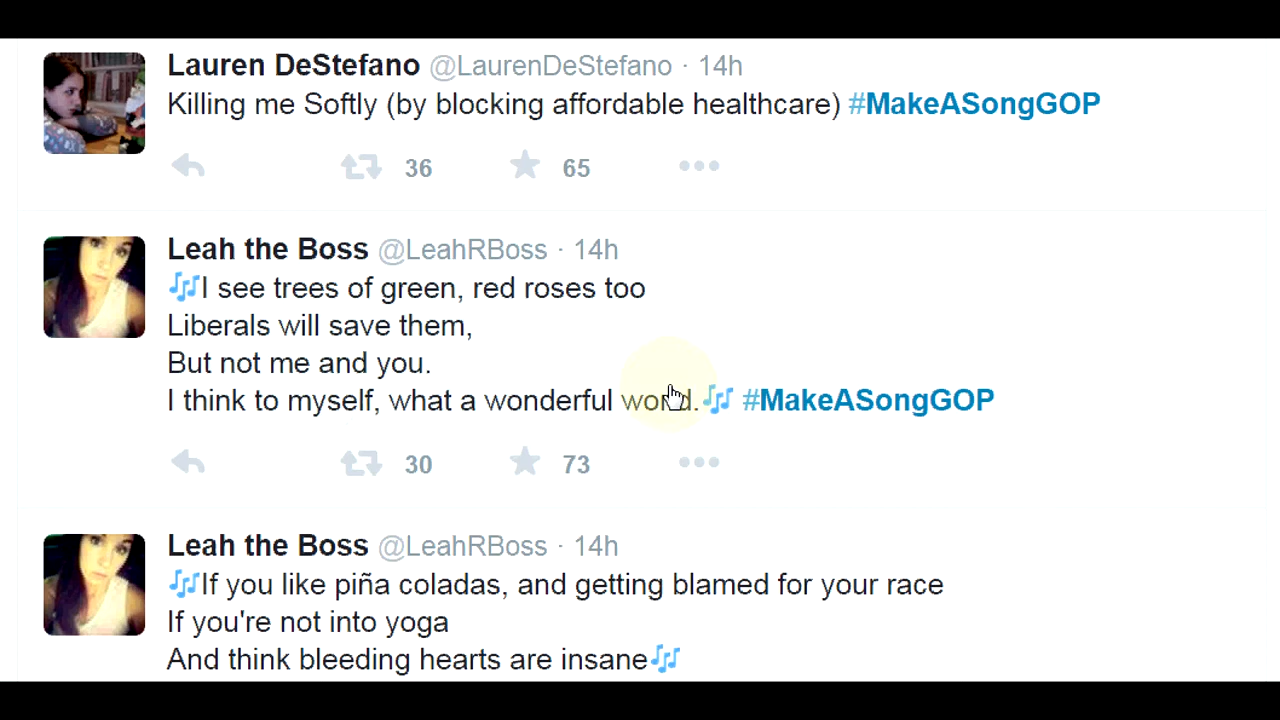 Lauren DeStefano @LaurenDeStefano · 14h
Killing me Softly (by blocking affordable healthcare) #MakeASongGOP
36 65
Leah the Boss @LeahRBoss · 14h
🎶I see trees of green, red roses too
Liberals will save them,
But not me and you.
I think to myself, what a wonderful world.🎶 #MakeASongGOP
30 73
Leah the Boss @LeahRBoss · 14h
🎶If you like piña coladas, and getting blamed for your race
If you're not into yoga
And think bleeding hearts are insane🎶